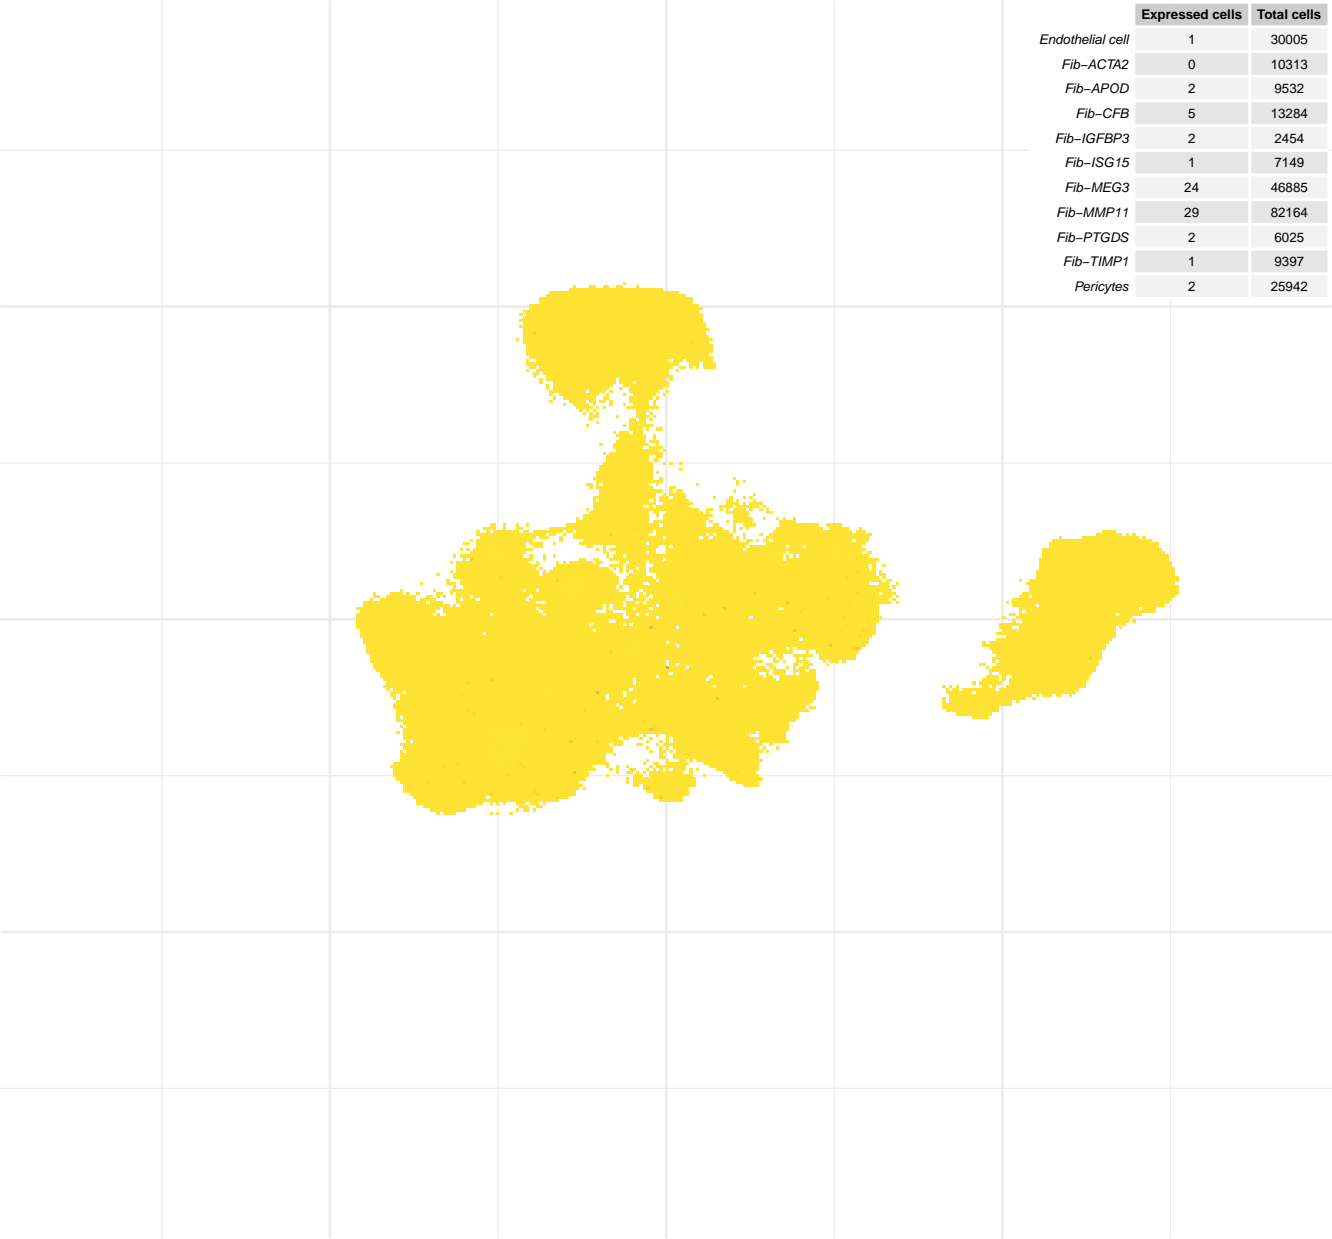 Expressed cells Total cells
Endothelial cell 1 30005
Fib−ACTA2 0 10313
Fib−APOD 2 9532
Fib−CFB 5 13284
Fib−IGFBP3 2 2454
Fib−ISG15 1 7149
Fib−MEG3 24 46885
Fib−MMP11 29 82164
Fib−PTGDS 2 6025
Fib−TIMP1 1 9397
Pericytes 2 25942